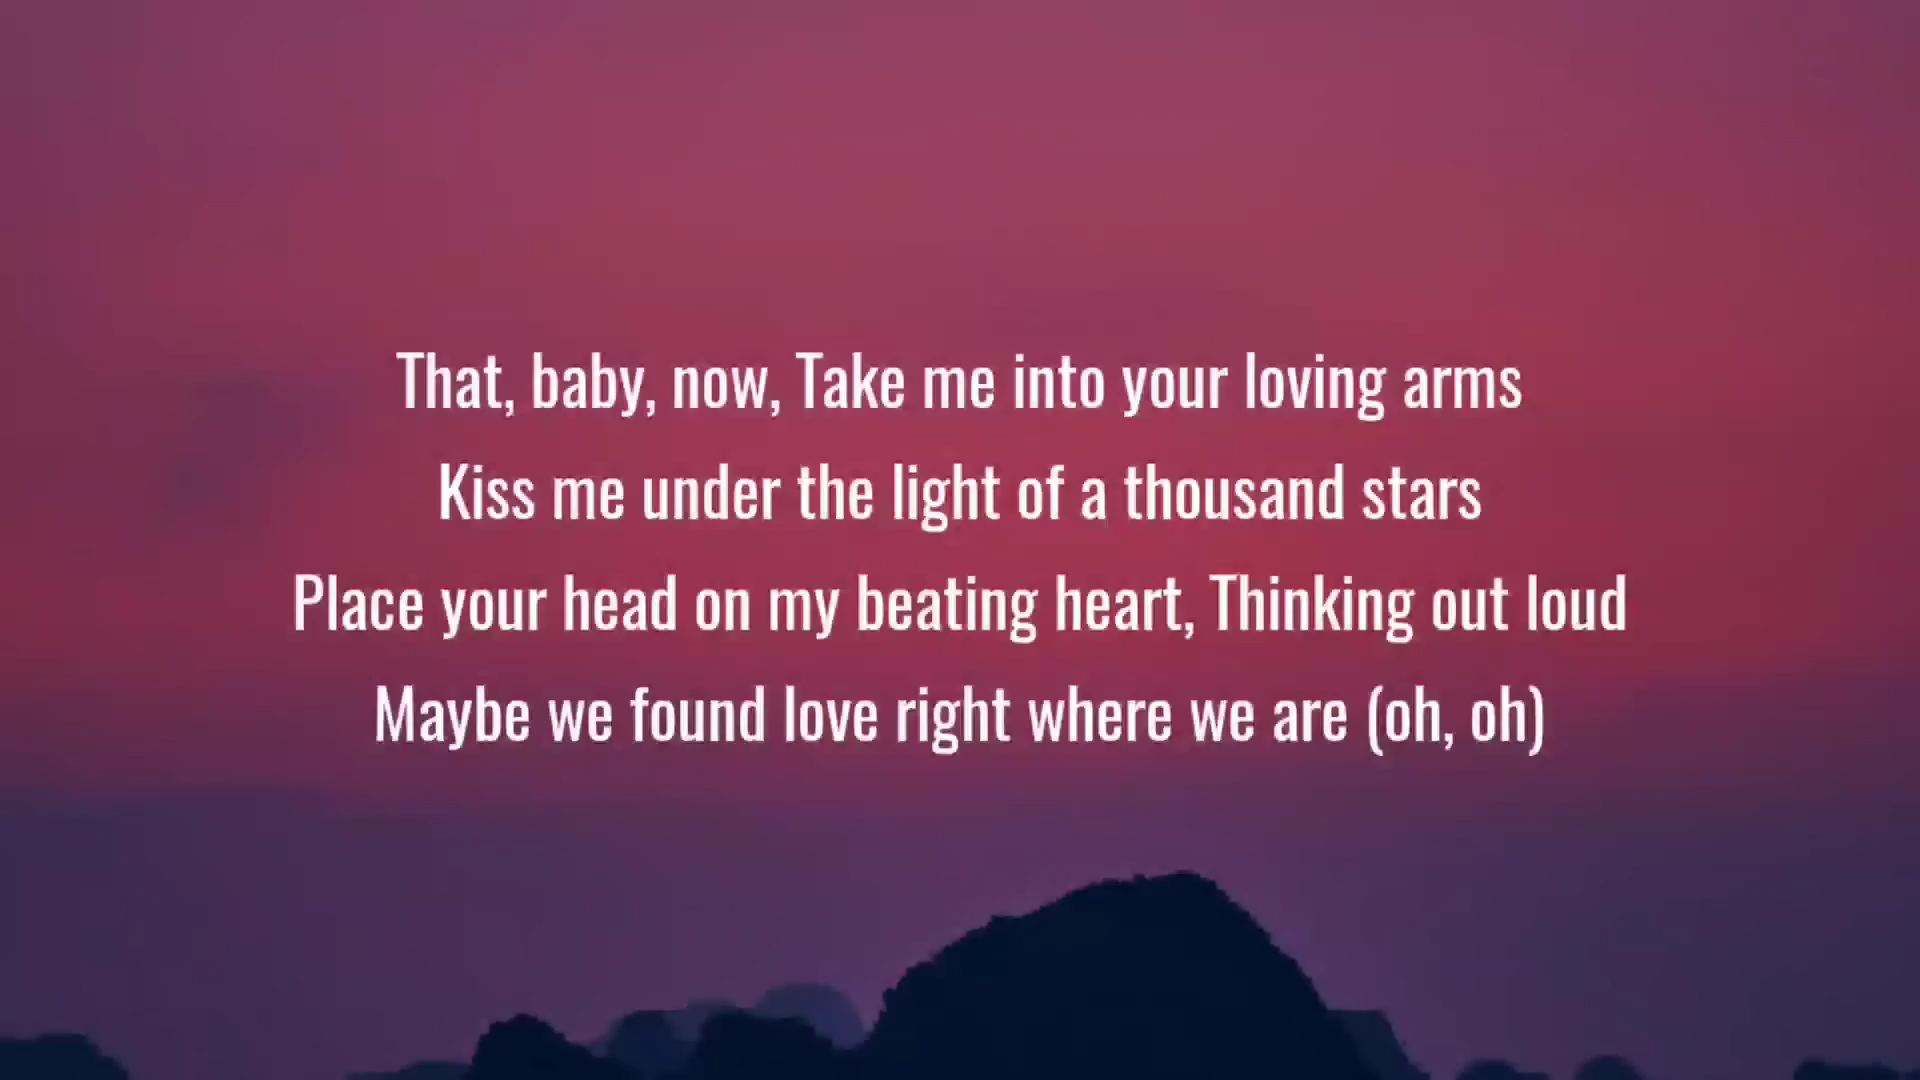 That, baby, now, Take me into your loving arms
Kiss me under the light of a thousand stars
Place your head on my beating heart, Thinking out loud
Maybe we found love right where we are (oh, oh)